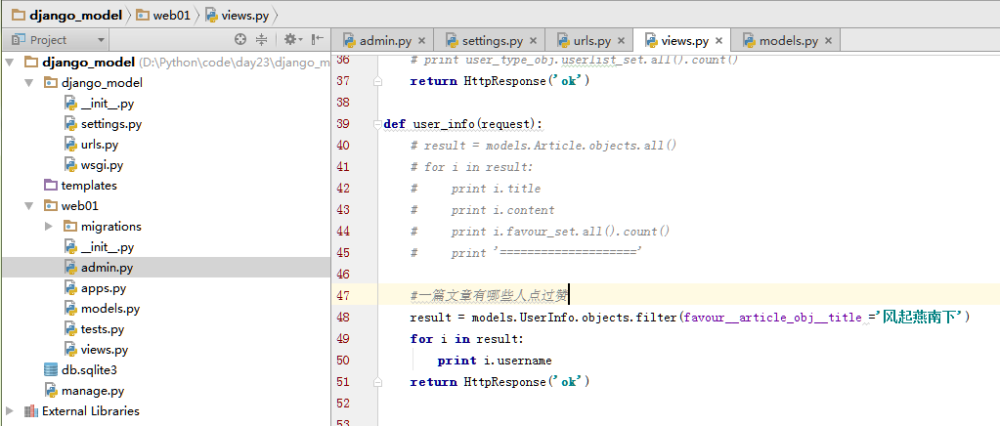 django_model web01 views.py
Project
admin.py settings.py urls.py views.py models.py
django_model (D:\Python\code\day23\django_m
django_model
__init__.py
settings.py
urls.py
wsgi.py
templates
web01
migrations
__init__.py
admin.py
apps.py
models.py
tests.py
views.py
db.sqlite3
manage.py
External Libraries
36 # print user_type_obj.userlist_set.all().count()
37 return HttpResponse('ok')
38
39 def user_info(request):
40 # result = models.Article.objects.all()
41 # for i in result:
42 #     print i.title
43 #     print i.content
44 #     print i.favour_set.all().count()
45 #     print '===================='
46
47 #一篇文章有哪些人点过赞
48 result = models.UserInfo.objects.filter(favour__article_obj__title ='风起燕南下')
49 for i in result:
50     print i.username
51 return HttpResponse('ok')
52
53